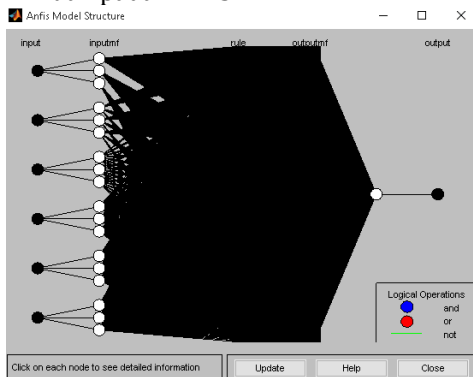 Anfis Model Structure
input inputmf rule outputmf output
Logical Operations
and
or
not
Click on each node to see detailed information
Update Help Close